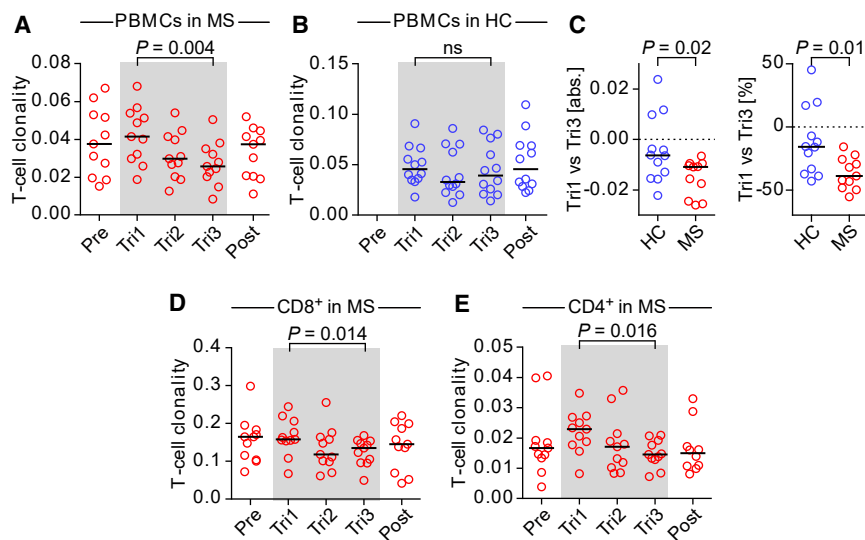 A
PBMCs in MS
P = 0.004
T-cell clonality
0.08
0.06
0.04
0.02
0.00
Pre Tri1 Tri2 Tri3 Post
B
PBMCs in HC
ns
T-cell clonality
0.15
0.10
0.05
0.00
Pre Tri1 Tri2 Tri3 Post
C
P = 0.02
Tri1 vs Tri3 [abs.]
0.02
0.00
-0.02
HC MS
P = 0.01
Tri1 vs Tri3 [%]
50
0
-50
HC MS
D
CD8+ in MS
P = 0.014
T-cell clonality
0.4
0.3
0.2
0.1
0.0
Pre Tri1 Tri2 Tri3 Post
E
CD4+ in MS
P = 0.016
T-cell clonality
0.05
0.04
0.03
0.02
0.01
0.00
Pre Tri1 Tri2 Tri3 Post